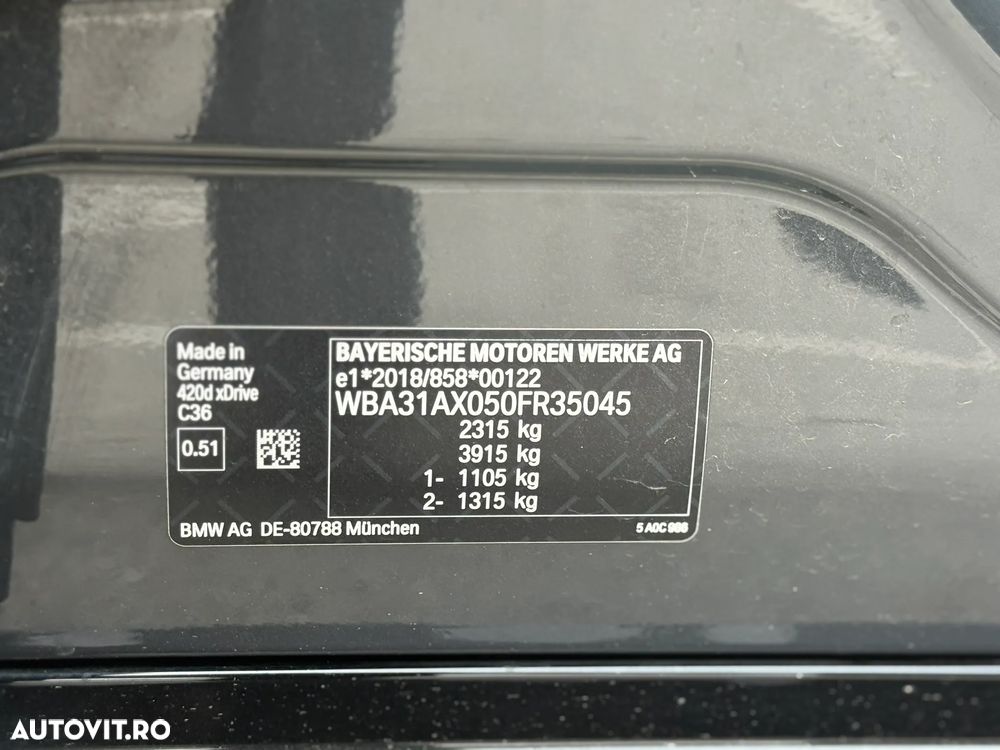 Made in
Germany
420d xDrive
C36
0.51
BAYERISCHE MOTOREN WERKE AG
e1*2018/858*00122
WBA31AX050FR35045
2315 kg
3915 kg
1- 1105 kg
2- 1315 kg
BMW AG DE-80788 München
5 A0C 988
AUTOVIT.RO